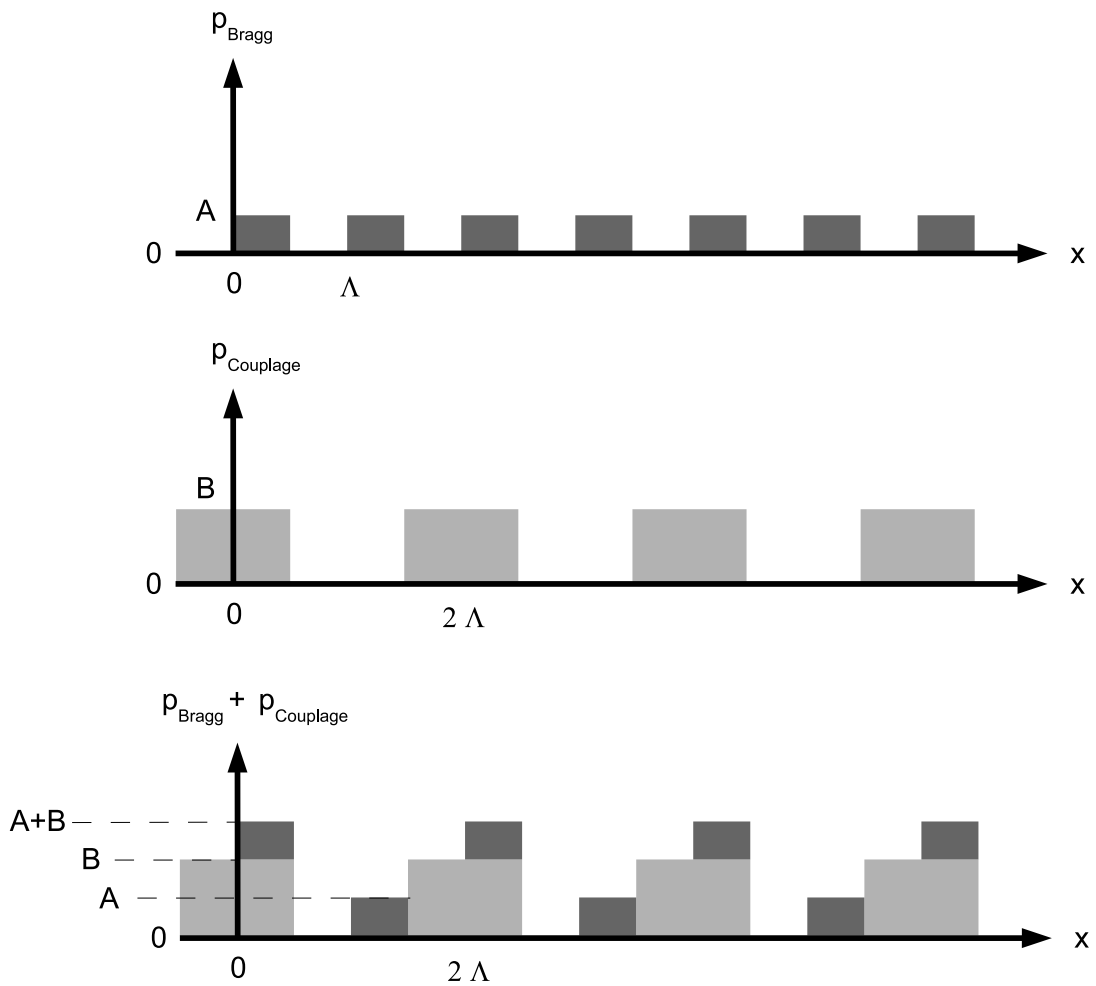 p_Bragg
A
0
x
0 Λ
p_Couplage
B
0
x
0 2 Λ
p_Bragg + p_Couplage
A+B
B
A
0
x
0 2 Λ